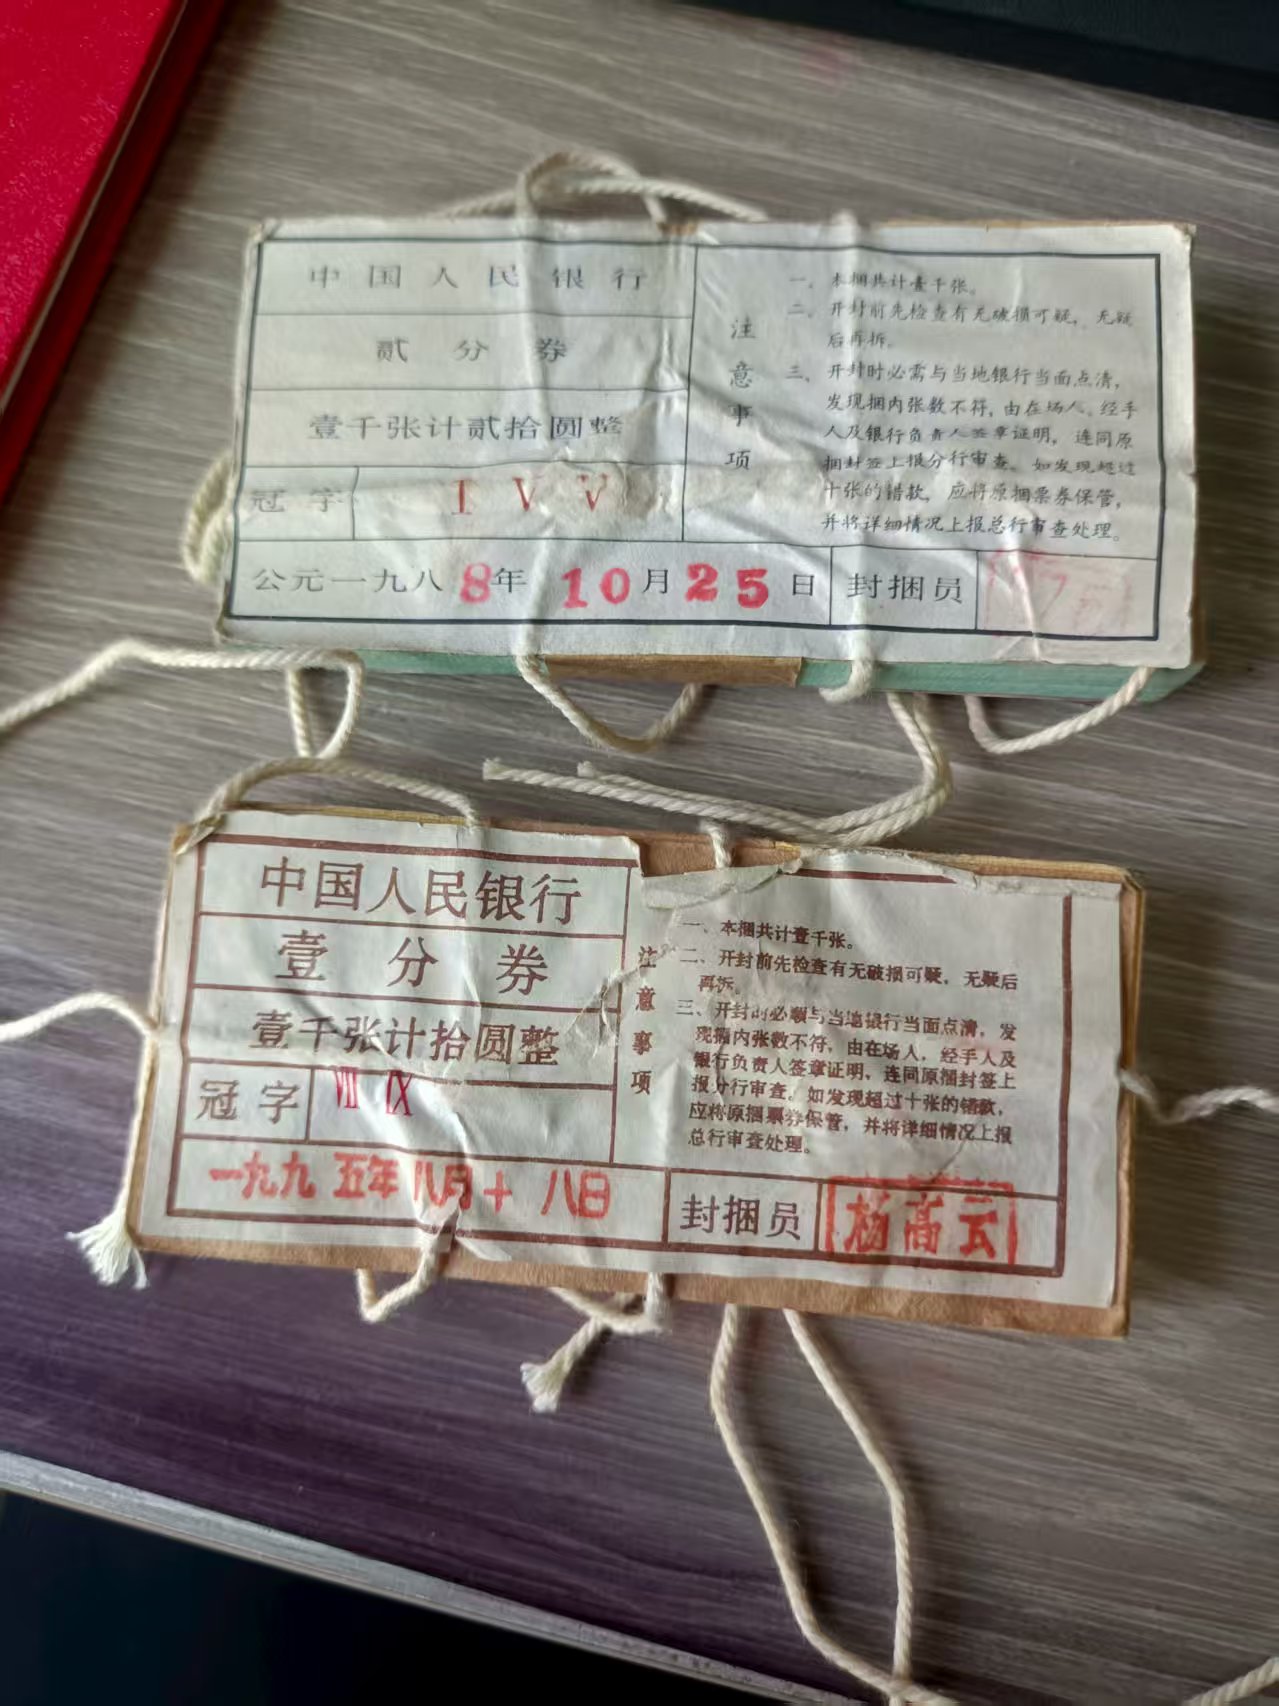 中国人民银行
贰分券
壹千张计贰拾圆整
冠字 I V V
公元一九八8年10月25日 封捆员
注意事项
一、本捆共计壹千张。
二、开封前先检查有无破损可疑，无疑
后再拆。
三、开封时必需与当地银行当面点清，
发现捆内张数不符，由在场人、经手
人及银行负责人签章证明，连同原
捆封签上报分行审查。如发现超过
十张的错款，应将原捆票券保管，
并将详细情况上报总行审查处理。
中国人民银行
壹分券
壹千张计拾圆整
冠字 VII IX
一九九五年八月十八日 封捆员 杨高云
注意事项
一、本捆共计壹千张。
二、开封前先检查有无破损可疑，无疑后
再拆。
三、开封时必须与当地银行当面点清，发
现捆内张数不符，由在场人，经手人及
银行负责人签章证明，连同原捆封签上
报分行审查。如发现超过十张的错款，
应将原捆票券保管，并将详细情况上报
总行审查处理。